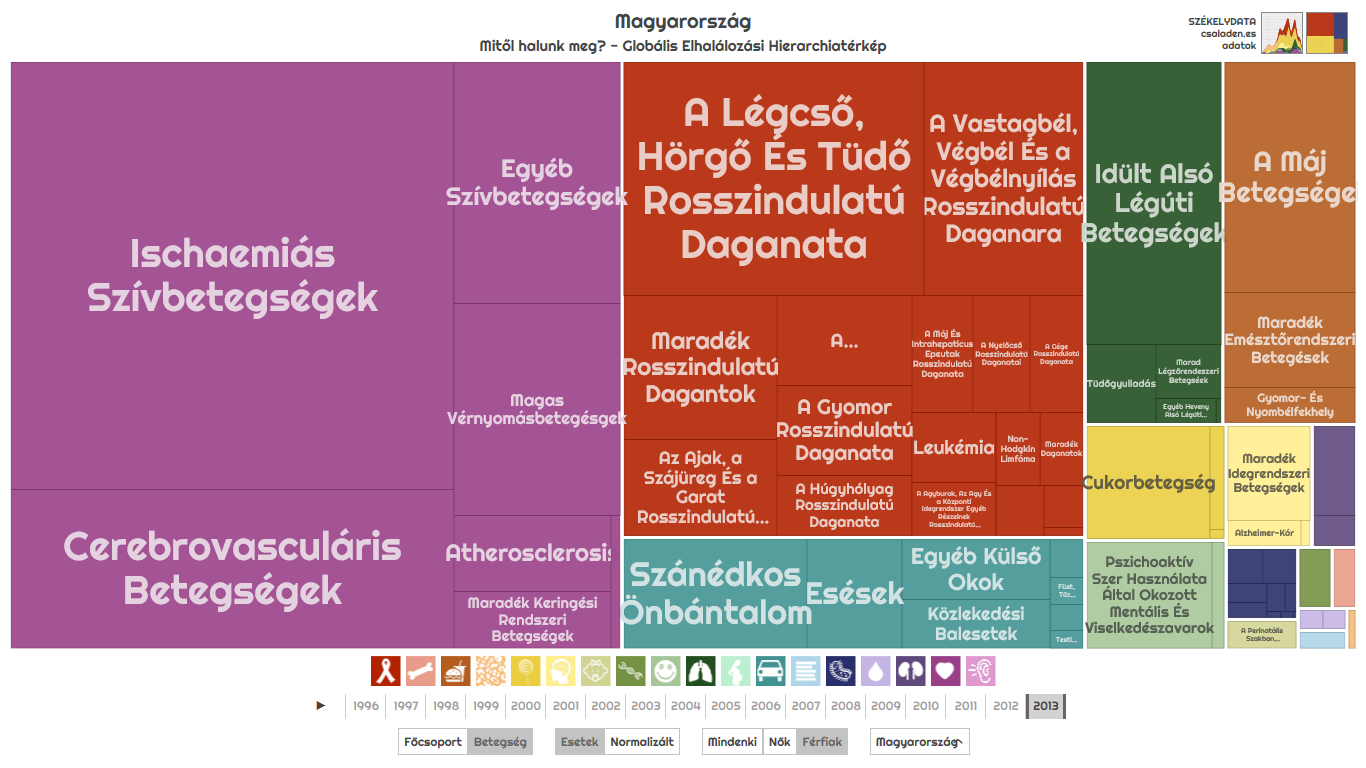 Magyarország
Mitől halunk meg? - Globális Elhalálozási Hierarchiatérkép
SZÉKELYDATA
csaladen.es
adatok
Ischaemiás
Szívbetegségek
Cerebrovasculáris
Betegségek
Egyéb
Szívbetegségek
Magas
Vérnyomásbetegésgek
Atherosclerosis
Maradék Keringési
Rendszeri
Betegségek
A Légcső,
Hörgő És Tüdő
Rosszindulatú
Daganata
A Vastagbél,
Végbél És a
Végbélnyílás
Rosszindulatú
Daganara
Maradék
Rosszindulatú
Dagantok
Az Ajak, a
Szájüreg És a
Garat
Rosszindulatú...
A...
A Gyomor
Rosszindulatú
Daganata
A Húgyhólyag
Rosszindulatú
Daganata
A Máj És
Intrahepaticus
Epeutak
Rosszindulatú
Daganata
A Nyelőcső
Rosszindulatú
Daganatai
A Gége
Rosszindulatú
Daganata
Leukémia
Non-
Hodgkin
Limfóma
Maradék
Daganatok
A Agyburok, Az Agy És
a Központi
Idegrendszer Egyéb
Részeinek
Rosszindulatú...
Szánédkos
Önbántalom
Esések
Egyéb Külső
Okok
Közlekedési
Balesetek
Füst,
Tűz...
Testi...
Idült Alsó
Légúti
Betegségek
Tüdőgyulladás
Marad
Légzőrendszeri
Betegséek
Egyéb Heveny
Alsó Légúti...
A Máj
Betegsége
Maradék
Emésztőrendszeri
Betegések
Gyomor- És
Nyombélfekhely
Cukorbetegség
Maradék
Idegrendszeri
Betegségek
Alzheimer-Kór
Pszichoaktív
Szer Használata
Által Okozott
Mentális És
Viselkedészavarok
A Perinatális
Szakban...
1996 1997 1998 1999 2000 2001 2002 2003 2004 2005 2006 2007 2008 2009 2010 2011 2012 2013
Főcsoport Betegség Esetek Normalizált Mindenki Nők Férfiak Magyarország